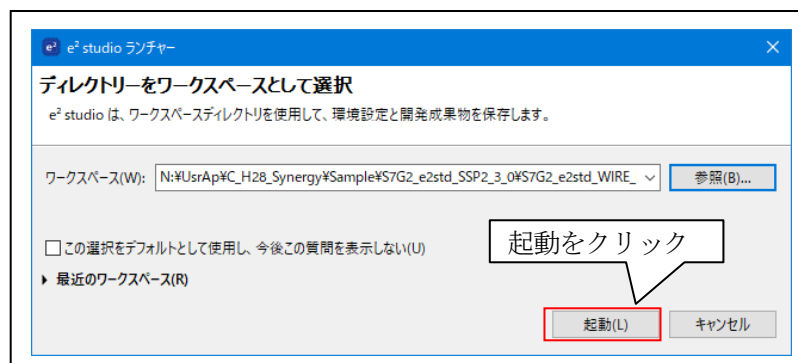 e² studio ランチャー
ディレクトリーをワークスペースとして選択
e² studio は、ワークスペースディレクトリを使用して、環境設定と開発成果物を保存します。
ワークスペース(W): N:¥UsrAp¥C_H28_Synergy¥Sample¥S7G2_e2std_SSP2_3_0¥S7G2_e2std_WIRE_ 参照(B)...
起動をクリック
この選択をデフォルトとして使用し、今後この質問を表示しない(U)
最近のワークスペース(R)
起動(L) キャンセル